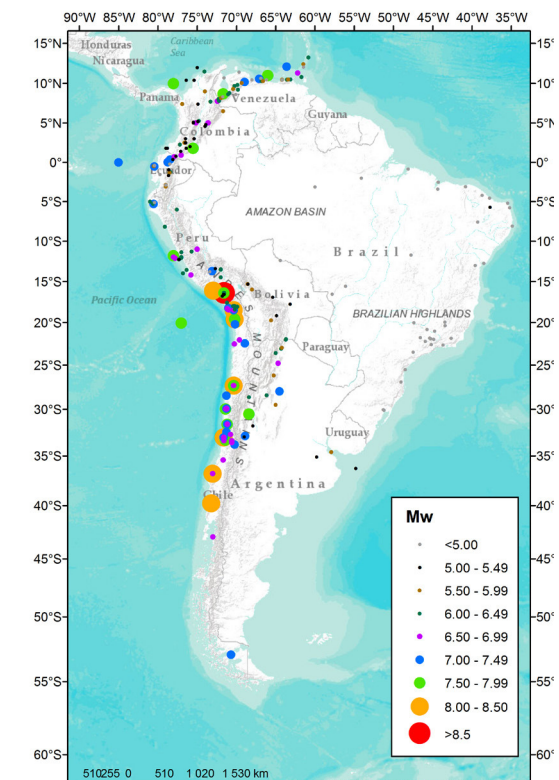 90°W 85°W 80°W 75°W 70°W 65°W 60°W 55°W 50°W 45°W 40°W 35°W
15°N
10°N
5°N
0°
5°S
10°S
15°S
20°S
25°S
30°S
35°S
40°S
45°S
50°S
55°S
60°S
Honduras
Caribbean
Sea
Nicaragua
Panama
Venezuela
Guyana
Colombia
Ecuador
AMAZON BASIN
Peru
Brazil
ANDES MOUNTAINS
Pacific Ocean
Bolivia
BRAZILIAN HIGHLANDS
Paraguay
Uruguay
Argentina
Chile
Mw
<5.00
5.00 - 5.49
5.50 - 5.99
6.00 - 6.49
6.50 - 6.99
7.00 - 7.49
7.50 - 7.99
8.00 - 8.50
>8.5
510255 0 510 1 020 1 530 km